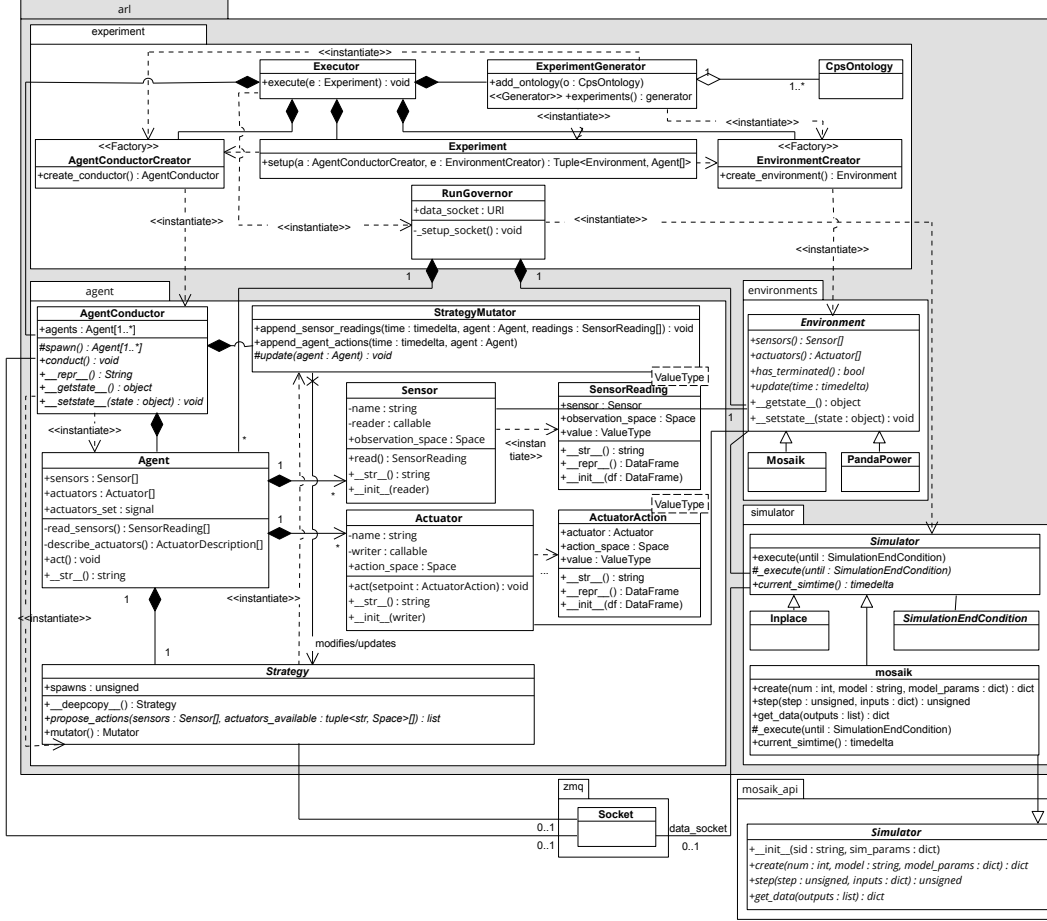 arl
experiment
<<instantiate>>
Executor
+execute(e : Experiment) : void
ExperimentGenerator
+add_ontology(o : CpsOntology)
<<Generator>> +experiments() : generator
1
1..*
CpsOntology
<<instantiate>>
<<instantiate>>
<<instantiate>>
<<Factory>>
AgentConductorCreator
+create_conductor() : AgentConductor
Experiment
+setup(a : AgentConductorCreator, e : EnvironmentCreator) : Tuple<Environment, Agent[]>
<<Factory>>
EnvironmentCreator
+create_environment() : Environment
RunGovernor
+data_socket : URI
-_setup_socket() : void
<<instantiate>>
<<instantiate>>
<<instantiate>>
<<instantiate>>
1
1
agent
AgentConductor
+agents : Agent[1..*]
#spawn() : Agent[1..*]
+conduct() : void
+__repr__() : String
+__getstate__() : object
+__setstate__(state : object) : void
StrategyMutator
+append_sensor_readings(time : timedelta, agent : Agent, readings : SensorReading[]) : void
+append_agent_actions(time : timedelta, agent : Agent)
#update(agent : Agent) : void
environments
Environment
+sensors() : Sensor[]
+actuators() : Actuator[]
+has_terminated() : bool
+update(time : timedelta)
+__getstate__() : object
+__setstate__(state : object) : void
1
Mosaik
PandaPower
<<instantiate>>
*
Sensor
-name : string
-reader : callable
+observation_space : Space
+read() : SensorReading
+__str__() : string
+__init__(reader)
<<instan
tiate>>
ValueType
SensorReading
+sensor : Sensor
+observation_space : Space
+value : ValueType
+__str__() : string
+__repr__() : DataFrame
+__init__(df : DataFrame)
Agent
+sensors : Sensor[]
+actuators : Actuator[]
+actuators_set : signal
-read_sensors() : SensorReading[]
-describe_actuators() : ActuatorDescription[]
+act() : void
+__str__() : string
1
*
1
*
Actuator
-name : string
-writer : callable
+action_space : Space
+act(setpoint : ActuatorAction) : void
+__str__() : string
+__init__(writer)
...
ValueType
ActuatorAction
+actuator : Actuator
+action_space : Space
+value : ValueType
+__str__() : string
+__repr__() : DataFrame
+__init__(df : DataFrame)
simulator
Simulator
+execute(until : SimulationEndCondition)
#_execute(until : SimulationEndCondition)
+current_simtime() : timedelta
Inplace
SimulationEndCondition
1
<<instantiate>>
<<instantiate>>
1
modifies/updates
Strategy
+spawns : unsigned
+__deepcopy__() : Strategy
+propose_actions(sensors : Sensor[], actuators_available : tuple<str, Space>[]) : list
+mutator() : Mutator
mosaik
+create(num : int, model : string, model_params : dict) : dict
+step(step : unsigned, inputs : dict) : unsigned
+get_data(outputs : list) : dict
#_execute(until : SimulationEndCondition)
+current_simtime() : timedelta
zmq
Socket
0..1
0..1
data_socket
0..1
mosaik_api
Simulator
+__init__(sid : string, sim_params : dict)
+create(num : int, model : string, model_params : dict) : dict
+step(step : unsigned, inputs : dict) : unsigned
+get_data(outputs : list) : dict